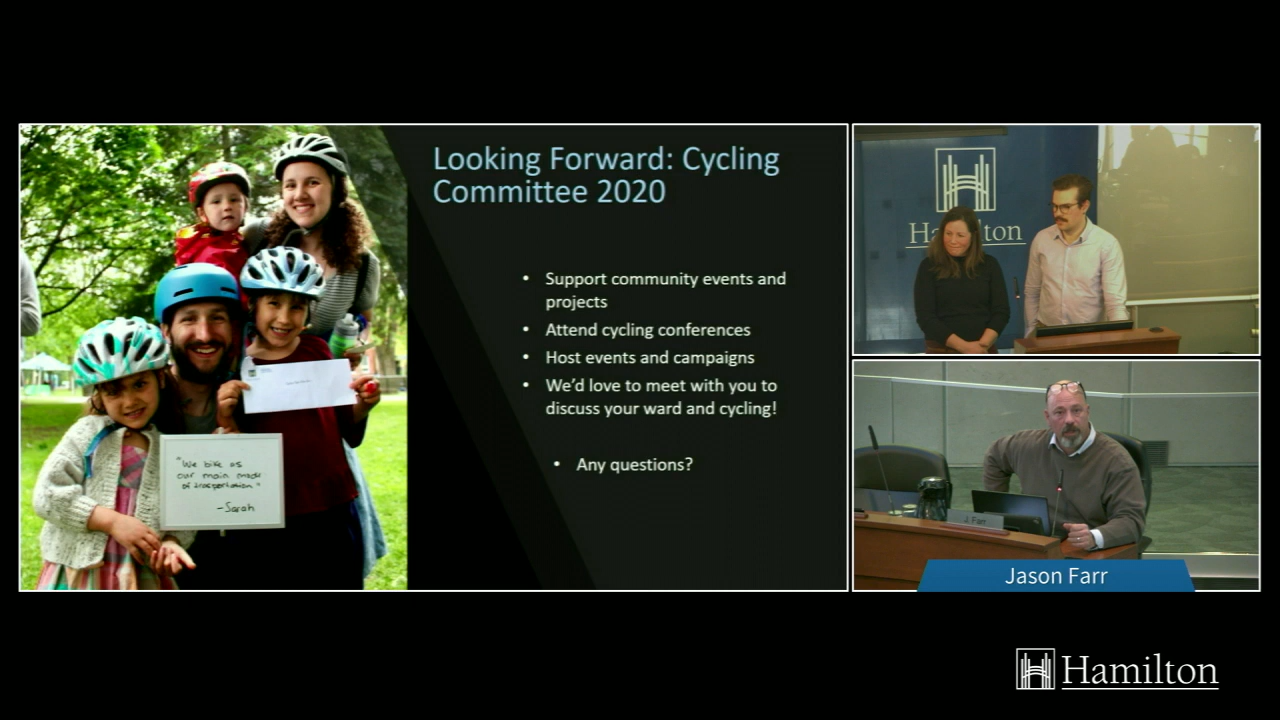 Looking Forward: Cycling
Committee 2020
• Support community events and
projects
• Attend cycling conferences
• Host events and campaigns
• We'd love to meet with you to
discuss your ward and cycling!
• Any questions?
"We bike as
our main mode
of trasportation"
-Sarah
Hamilton
J. Farr
Jason Farr
Hamilton